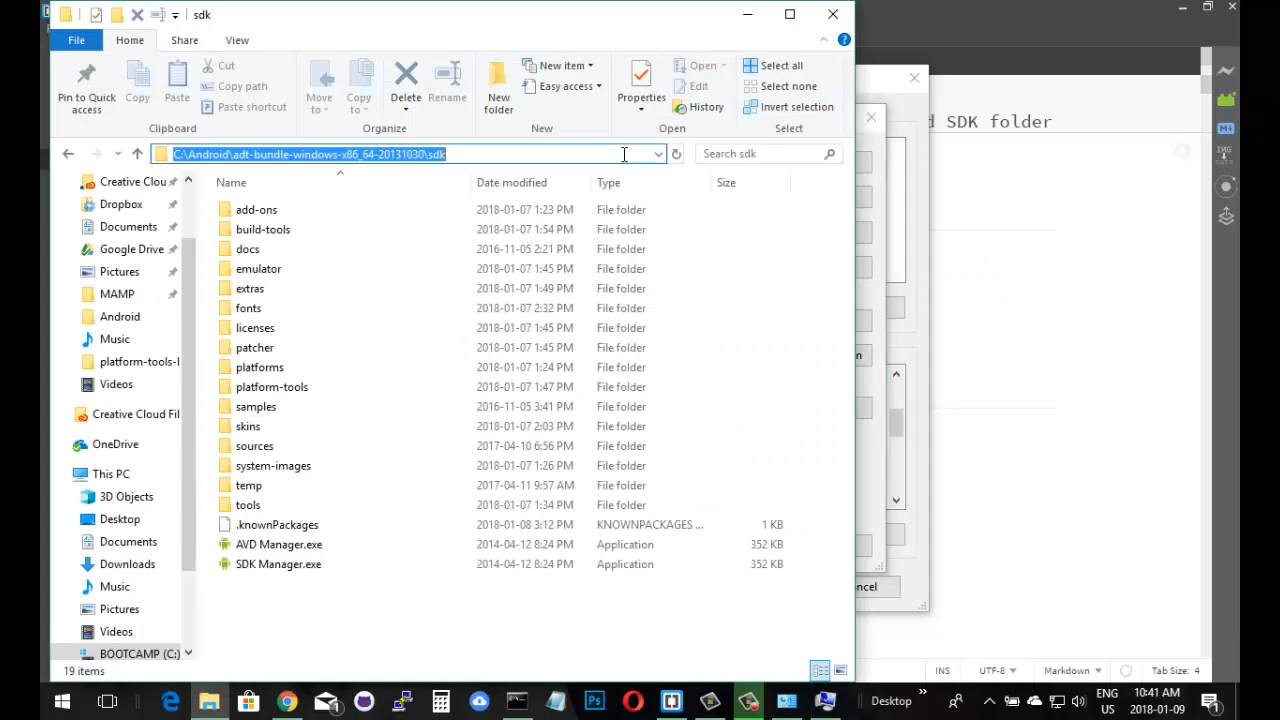 sdk
File Home Share View
Pin to Quick access
Copy
Paste
Cut
Copy path
Paste shortcut
Clipboard
Move to
Copy to
Delete
Rename
Organize
New folder
New item
Easy access
New
Properties
Open
Edit
History
Open
Select all
Select none
Invert selection
Select
d SDK folder
C:\Android\adt-bundle-windows-x86_64-20131030\sdk
Search sdk
Name Date modified Type Size
add-ons 2018-01-07 1:23 PM File folder
build-tools 2018-01-07 1:54 PM File folder
docs 2016-11-05 2:21 PM File folder
emulator 2018-01-07 1:45 PM File folder
extras 2018-01-07 1:49 PM File folder
fonts 2018-01-07 2:32 PM File folder
licenses 2018-01-07 1:45 PM File folder
patcher 2018-01-07 1:45 PM File folder
platforms 2018-01-07 1:24 PM File folder
platform-tools 2018-01-07 1:47 PM File folder
samples 2016-11-05 3:41 PM File folder
skins 2018-01-07 2:03 PM File folder
sources 2017-04-10 6:56 PM File folder
system-images 2018-01-07 1:26 PM File folder
temp 2017-04-11 9:57 AM File folder
tools 2018-01-07 1:34 PM File folder
.knownPackages 2018-01-08 3:12 PM KNOWNPACKAGES ... 1 KB
AVD Manager.exe 2014-04-12 8:24 PM Application 352 KB
SDK Manager.exe 2014-04-12 8:24 PM Application 352 KB
Creative Clou
Dropbox
Documents
Google Drive
Pictures
MAMP
Android
Music
platform-tools-l
Videos
Creative Cloud Fil
OneDrive
This PC
3D Objects
Desktop
Documents
Downloads
Music
Pictures
Videos
BOOTCAMP (C:)
19 items
n
ncel
INS UTF-8 Markdown Tab Size: 4
Desktop
ENG
US
10:41 AM
2018-01-09
1